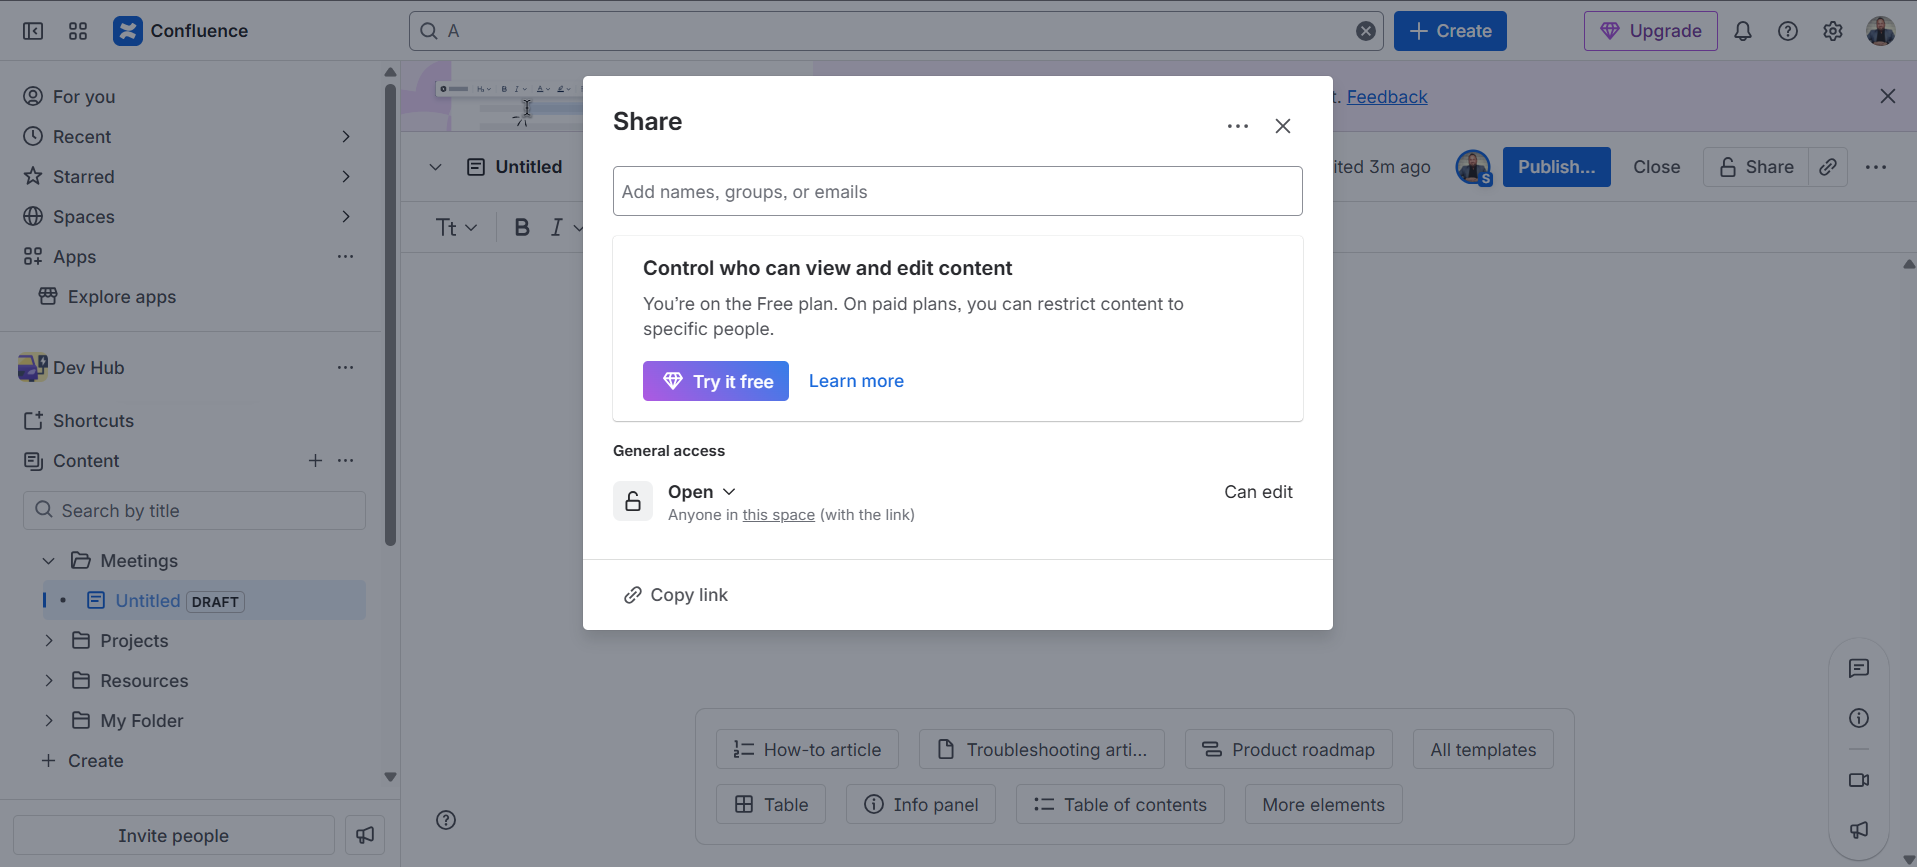 Confluence
A
Create
Upgrade
For you
Recent
Starred
Spaces
Apps
Explore apps
Dev Hub
Shortcuts
Content
Search by title
Meetings
Untitled DRAFT
Projects
Resources
My Folder
Create
Invite people
t. Feedback
Untitled
ited 3m ago
S
Publish...
Close
Share
Tt
B
I
Share
Add names, groups, or emails
Control who can view and edit content
You're on the Free plan. On paid plans, you can restrict content to
specific people.
Try it free
Learn more
General access
Open
Can edit
Anyone in this space (with the link)
Copy link
How-to article
Troubleshooting arti...
Product roadmap
All templates
Table
Info panel
Table of contents
More elements